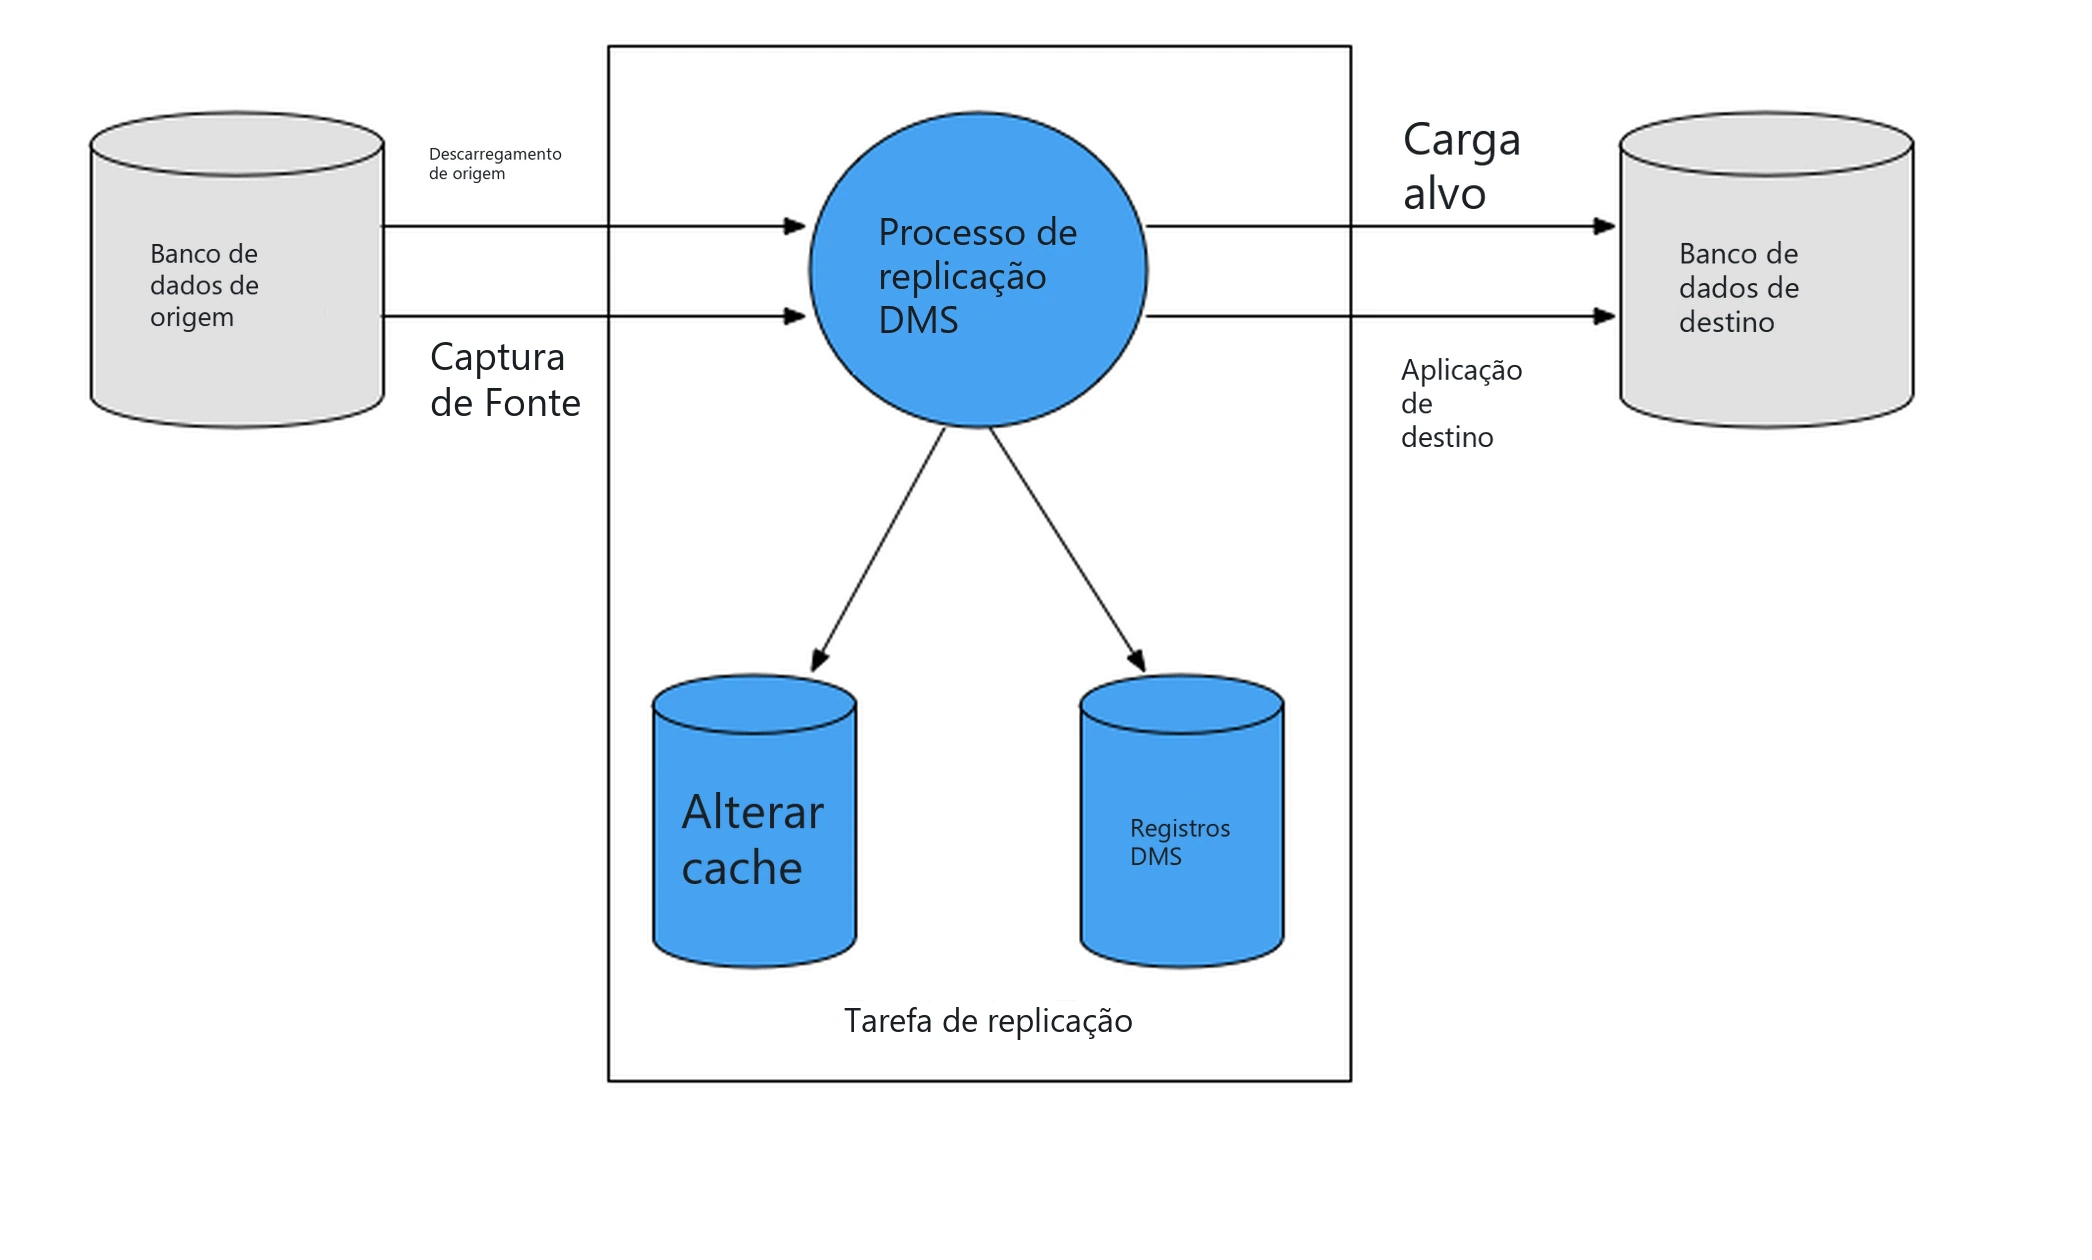 Banco de
dados de
origem
Descarregamento
de origem
Captura
de Fonte
Processo de
replicação
DMS
Carga
alvo
Aplicação
de
destino
Banco de
dados de
destino
Alterar
cache
Registros
DMS
Tarefa de replicação